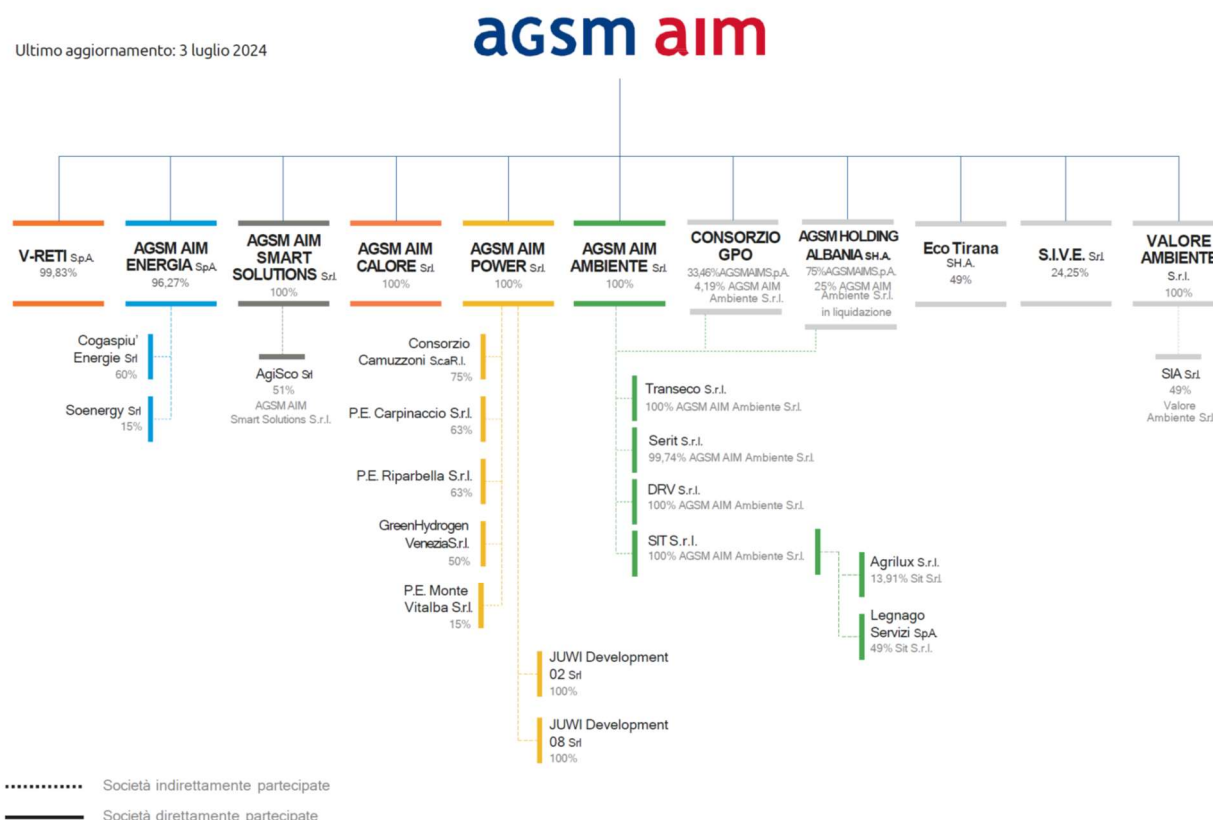 Ultimo aggiornamento: 3 luglio 2024
aGsm aim
V-RETI S.p.A.
99,83%
AGSM AIM
ENERGIA S.p.A.
96,27%
AGSM AIM
SMART
SOLUTIONS S.r.l.
100%
AGSM AIM
CALORE S.r.l.
100%
AGSM AIM
POWER S.r.l.
100%
AGSM AIM
AMBIENTE S.r.l.
100%
CONSORZIO
GPO
33,46%AGSMAIMS.p.A.
4,19% AGSM AIM
Ambiente S.r.l.
AGSM HOLDING
ALBANIA SH.A.
75%AGSMAIMS.p.A.
25% AGSM AIM
Ambiente S.r.l.
in liquidazione
Eco Tirana
SH.A.
49%
S.I.V.E. S.r.l.
24,25%
VALORE
AMBIENTE
S.r.l.
100%
Cogaspiu’
Energie Srl
60%
Soenergy Srl
15%
AgiSco Srl
51%
AGSM AIM
Smart Solutions S.r.l.
Consorzio
Camuzzoni S.caR.l.
75%
P.E. Carpinaccio S.r.l.
63%
P.E. Riparbella S.r.l.
63%
GreenHydrogen
VeneziaS.r.l.
50%
P.E. Monte
Vitalba S.r.l.
15%
JUWI Development
02 Srl
100%
JUWI Development
08 Srl
100%
Transeco S.r.l.
100% AGSM AIM Ambiente S.r.l.
Serit S.r.l.
99,74% AGSM AIM Ambiente S.r.l.
DRV S.r.l.
100% AGSM AIM Ambiente S.r.l.
SIT S.r.l.
100% AGSM AIM Ambiente S.r.l.
Agrilux S.r.l.
13,91% Sit S.r.l.
Legnago
Servizi S.p.A.
49% Sit S.r.l.
SIA S.r.l.
49%
Valore
Ambiente S.r.l.
Società indirettamente partecipate
Società direttamente partecipate